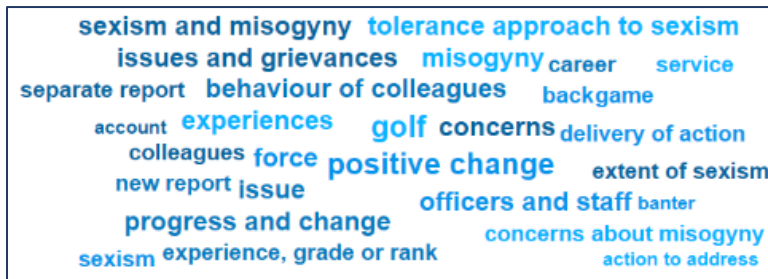 sexism and misogyny tolerance approach to sexism
issues and grievances misogyny career service
separate report behaviour of colleagues backgame
account experiences golf concerns delivery of action
colleagues force positive change extent of sexism
new report issue officers and staff banter
progress and change concerns about misogyny
sexism experience, grade or rank action to address